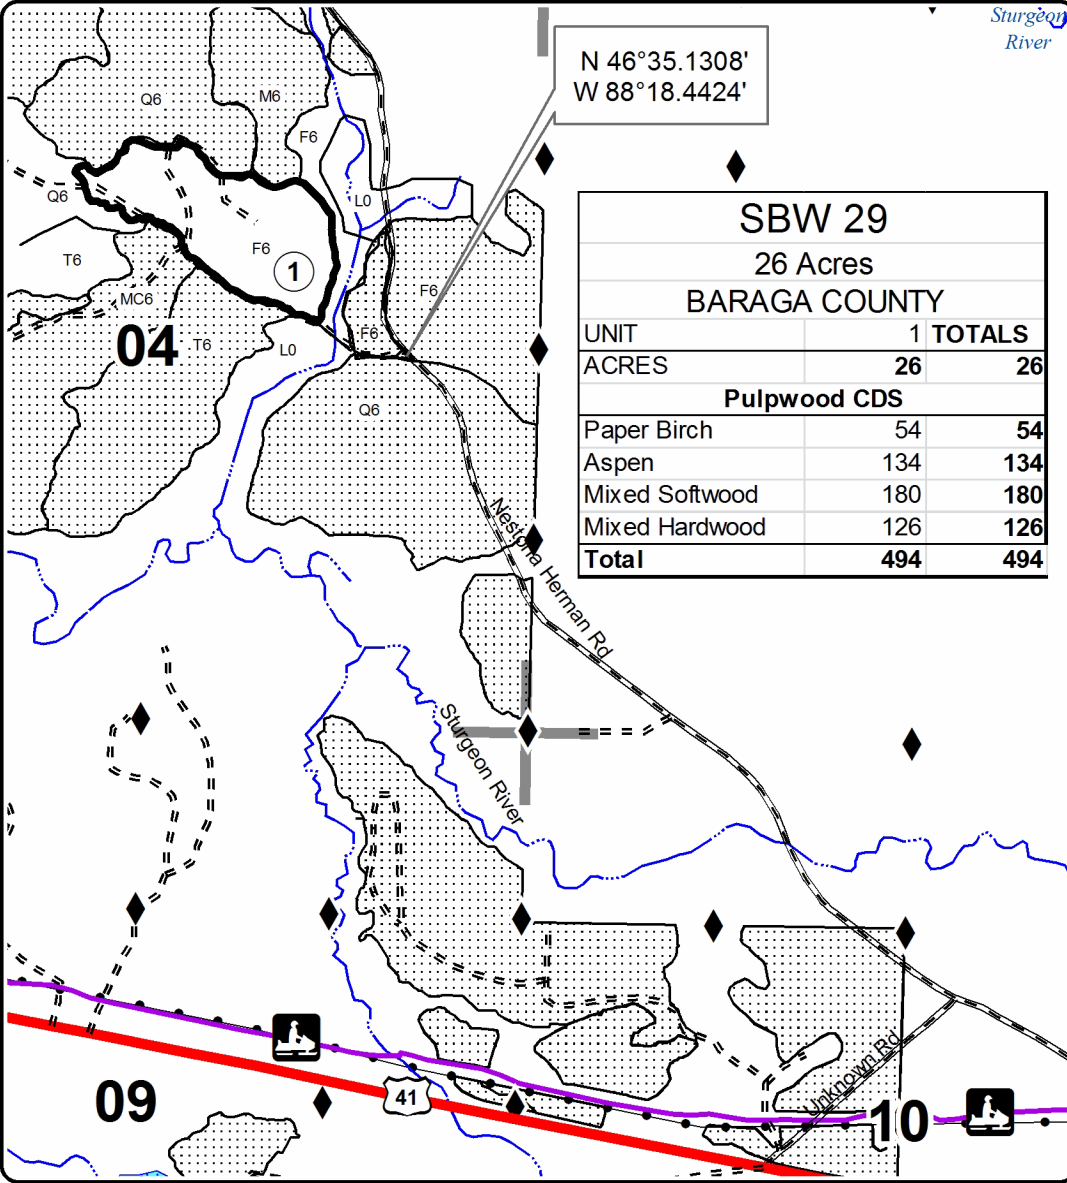 Sturgeon
River
N 46°35.1308'
W 88°18.4424'
Q6
M6
F6
Q6
L0
T6
F6
1
MC6
F6
04
T6
L0
F6
Q6
SBW 29
26 Acres
BARAGA COUNTY
UNIT 1 TOTALS
ACRES 26 26
Pulpwood CDS
Paper Birch 54 54
Aspen 134 134
Mixed Softwood 180 180
Mixed Hardwood 126 126
Total 494 494
Nestoria Herman Rd
Sturgeon River
Unknown Rd
41
09
10